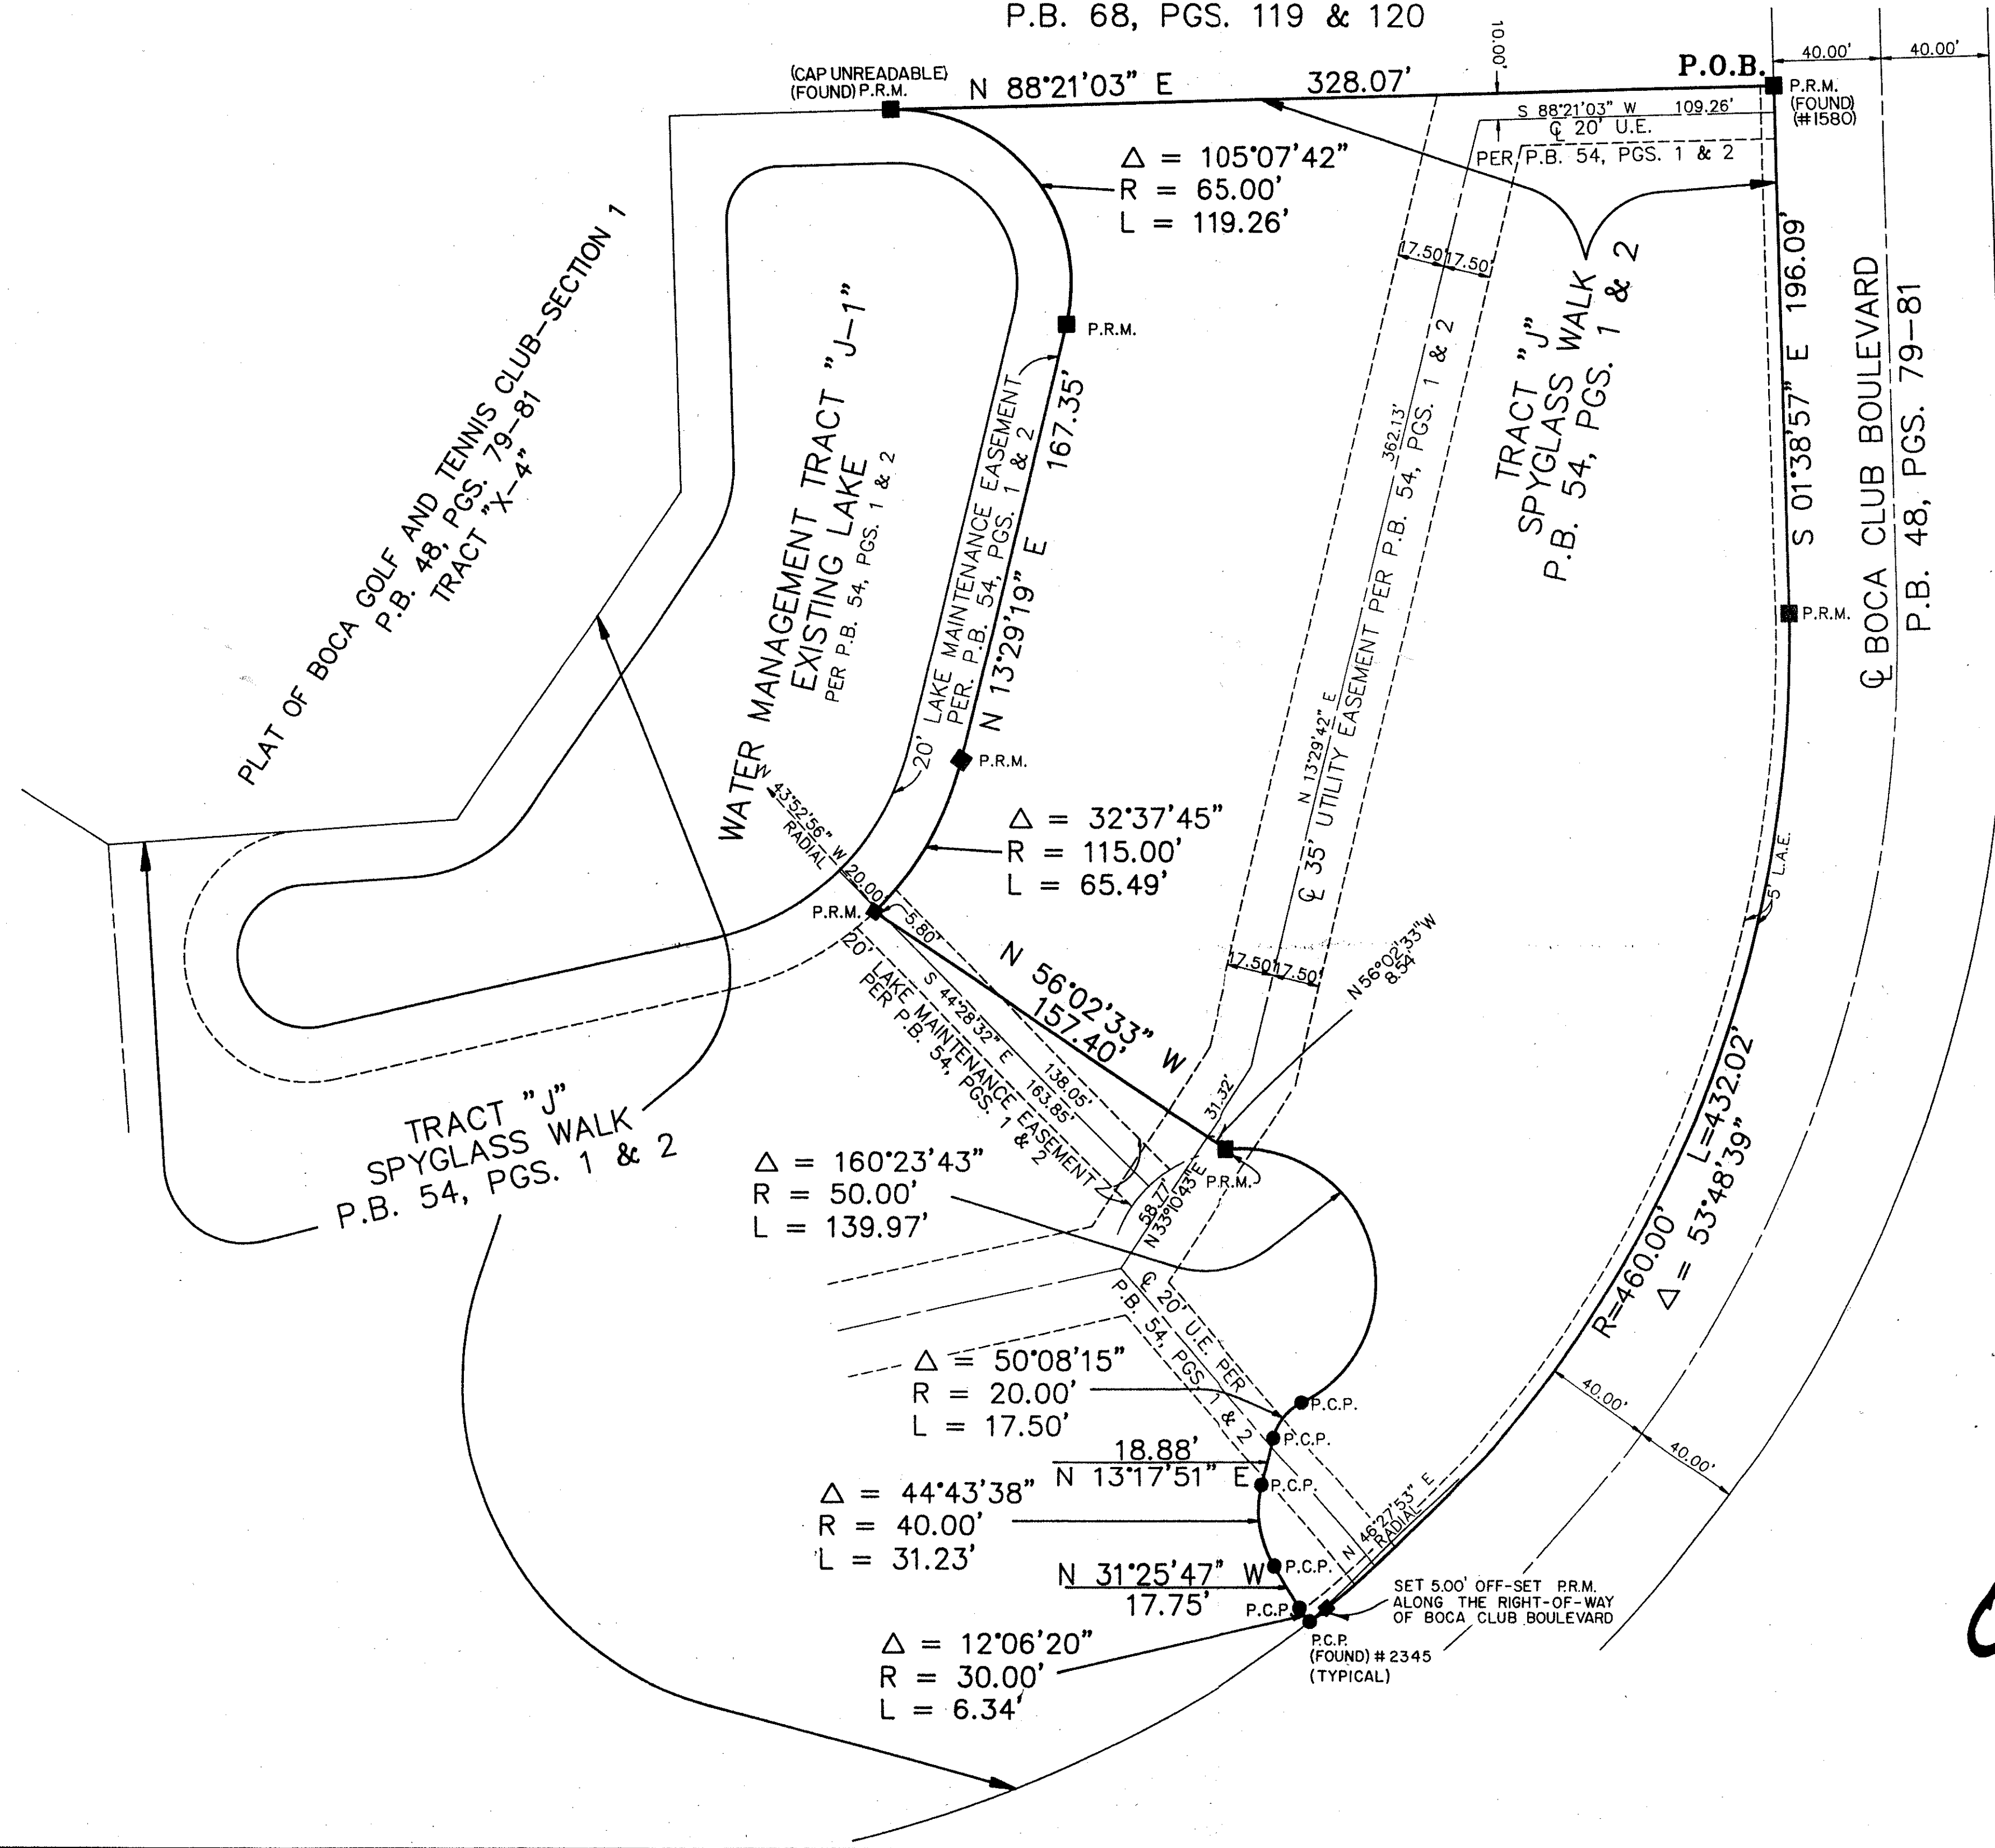 P.B. 68, PGS. 119 & 120
10.00'
40.00'
40.00'
P.O.B.
(CAP UNREADABLE)
(FOUND) P.R.M.
N 88°21'03" E 328.07'
P.R.M.
(FOUND)
(#1580)
S 88°21'03" W 109.26'
℄ 20' U.E.
PER P.B. 54, PGS. 1 & 2
Δ = 105°07'42"
R = 65.00'
L = 119.26'
17.50'
17.50'
P.R.M.
PLAT OF BOCA GOLF AND TENNIS CLUB-SECTION 1
P.B. 48, PGS. 79-81
TRACT "X-4"
WATER MANAGEMENT TRACT "J-1"
EXISTING LAKE
PER P.B. 54, PGS. 1 & 2
20' LAKE MAINTENANCE EASEMENT
PER. P.B. 54, PGS. 1 & 2
N 13°29'19" E 167.35'
N 13°29'42" E 362.13'
℄ 35' UTILITY EASEMENT PER P.B. 54, PGS. 1 & 2
TRACT "J"
SPYGLASS WALK
P.B. 54, PGS. 1 & 2
S 01°38'57" E 196.09'
℄ BOCA CLUB BOULEVARD
P.B. 48, PGS. 79-81
P.R.M.
P.R.M.
N 43°52'56" W
RADIAL
20.00'
Δ = 32°37'45"
R = 115.00'
L = 65.49'
5' L.A.E.
P.R.M.
5.80'
N 56°02'33" W
157.40'
17.50'
17.50'
N56°02'33"W
8.54'
S 44°28'32" E
138.05'
163.85'
20' LAKE MAINTENANCE EASEMENT
PER P.B. 54, PGS. 1 & 2
31.32'
58.77'
N33°10'43"E
P.R.M.
TRACT "J"
SPYGLASS WALK
P.B. 54, PGS. 1 & 2
Δ = 160°23'43"
R = 50.00'
L = 139.97'
R=460.00' L=432.02'
Δ = 53°48'39"
℄ 20' U.E. PER
P.B. 54, PGS. 1 & 2
Δ = 50°08'15"
R = 20.00'
L = 17.50'
P.C.P.
P.C.P.
40.00'
40.00'
18.88'
N 13°17'51" E
P.C.P.
Δ = 44°43'38"
R = 40.00'
L = 31.23'
N 46°27'53" E
RADIAL
P.C.P.
N 31°25'47" W
17.75'
P.C.P.
SET 5.00' OFF-SET P.R.M.
ALONG THE RIGHT-OF-WAY
OF BOCA CLUB BOULEVARD
Δ = 12°06'20"
R = 30.00'
L = 6.34'
P.C.P.
(FOUND) # 2345
(TYPICAL)